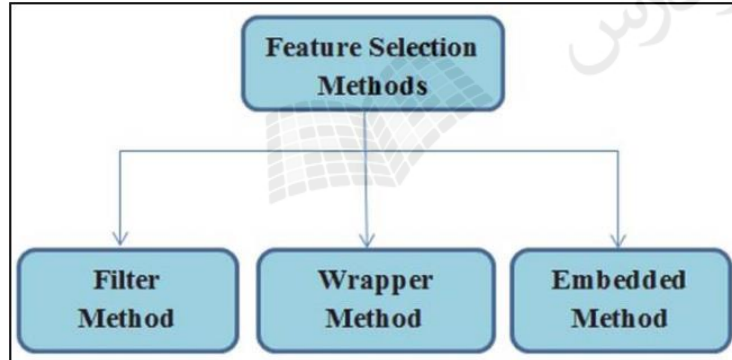 Feature Selection
Methods
Filter
Method
Wrapper
Method
Embedded
Method